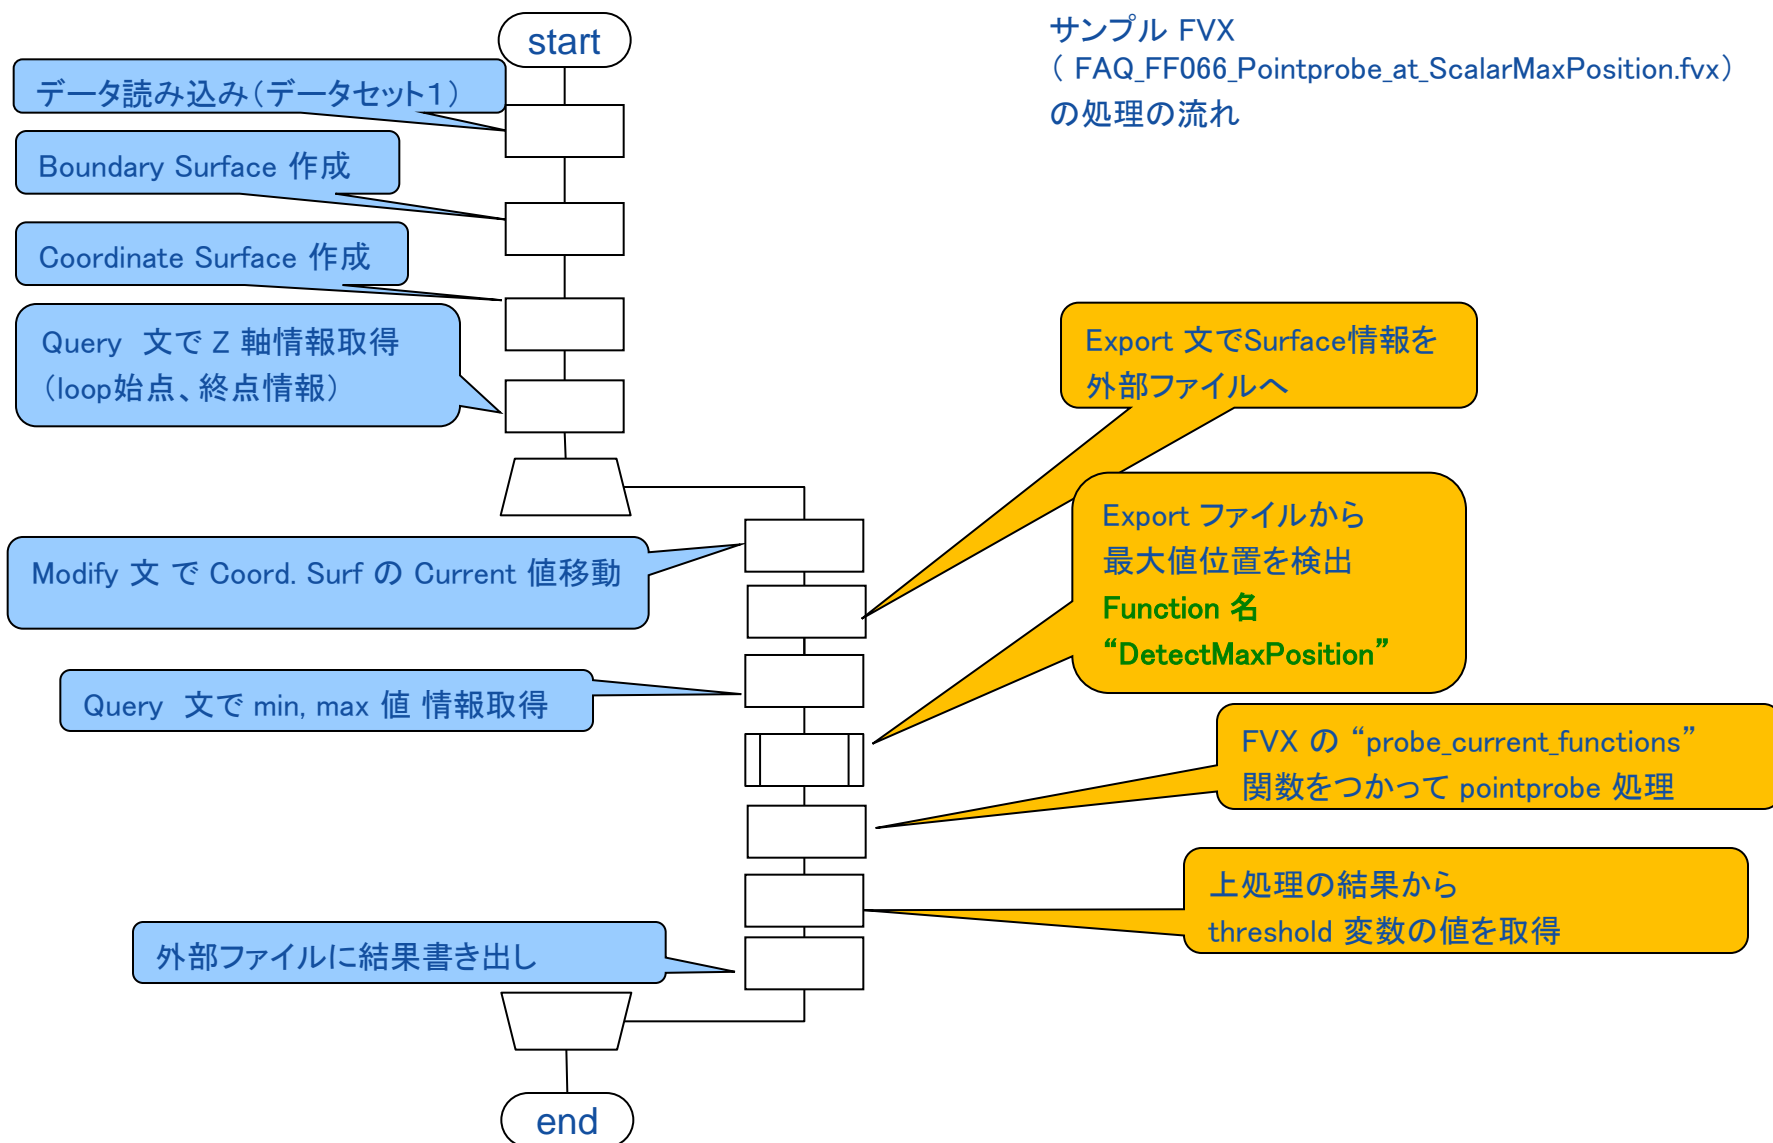 start
サンプル FVX
( FAQ_FF066_Pointprobe_at_ScalarMaxPosition.fvx)
の処理の流れ
データ読み込み(データセット1)
Boundary Surface 作成
Coordinate Surface 作成
Query 文で Z 軸情報取得
(loop始点、終点情報)
Export 文でSurface情報を
外部ファイルへ
Export ファイルから
最大値位置を検出
Function 名
“DetectMaxPosition”
Modify 文 で Coord. Surf の Current 値移動
Query 文で min, max 値 情報取得
FVX の “probe_current_functions”
関数をつかって pointprobe 処理
上処理の結果から
threshold 変数の値を取得
外部ファイルに結果書き出し
end